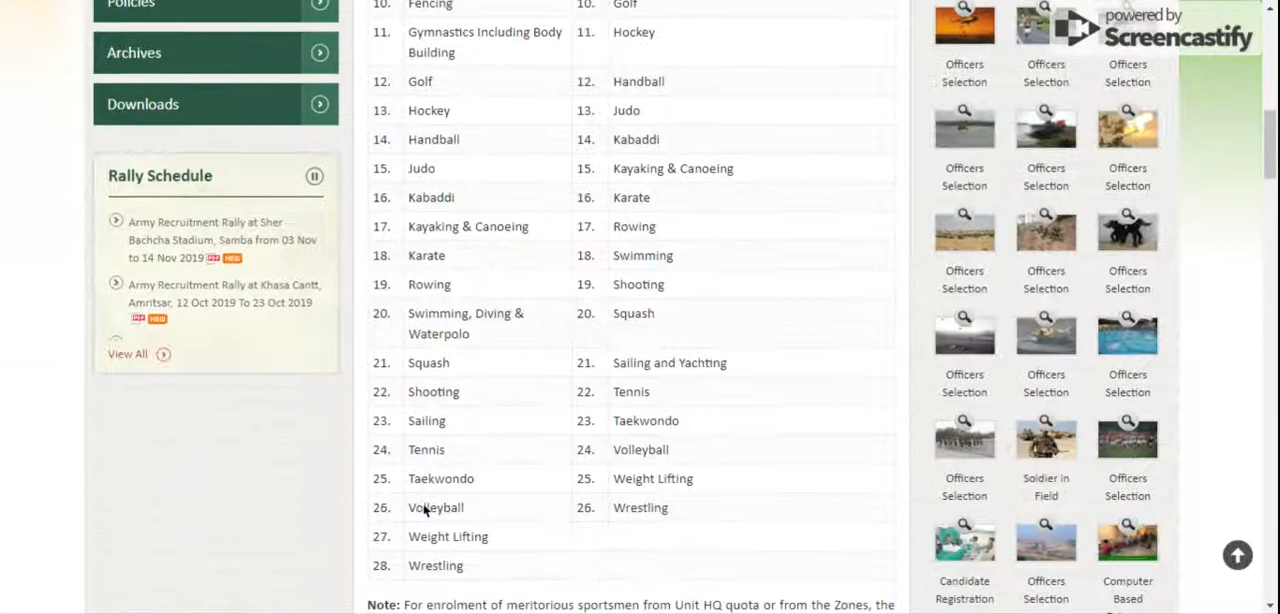 Policies
Archives
Downloads
Rally Schedule
Army Recruitment Rally at Sher
Bachcha Stadium, Samba from 03 Nov
to 14 Nov 2019 PDF NEW
Army Recruitment Rally at Khasa Cantt,
Amritsar, 12 Oct 2019 To 23 Oct 2019
PDF NEW
View All
10. Fencing 10. Golf
11. Gymnastics Including Body 11. Hockey
Building
12. Golf 12. Handball
13. Hockey 13. Judo
14. Handball 14. Kabaddi
15. Judo 15. Kayaking & Canoeing
16. Kabaddi 16. Karate
17. Kayaking & Canoeing 17. Rowing
18. Karate 18. Swimming
19. Rowing 19. Shooting
20. Swimming, Diving & 20. Squash
Waterpolo
21. Squash 21. Sailing and Yachting
22. Shooting 22. Tennis
23. Sailing 23. Taekwondo
24. Tennis 24. Volleyball
25. Taekwondo 25. Weight Lifting
26. Volleyball 26. Wrestling
27. Weight Lifting
28. Wrestling
Note: For enrolment of meritorious sportsmen from Unit HQ quota or from the Zones, the
powered by
Screencastify
Officers Officers Officers
Selection Selection Selection
Officers Officers Officers
Selection Selection Selection
Officers Officers Officers
Selection Selection Selection
Officers Officers Officers
Selection Selection Selection
Officers Soldier in Officers
Selection Field Selection
Candidate Officers Computer
Registration Selection Based